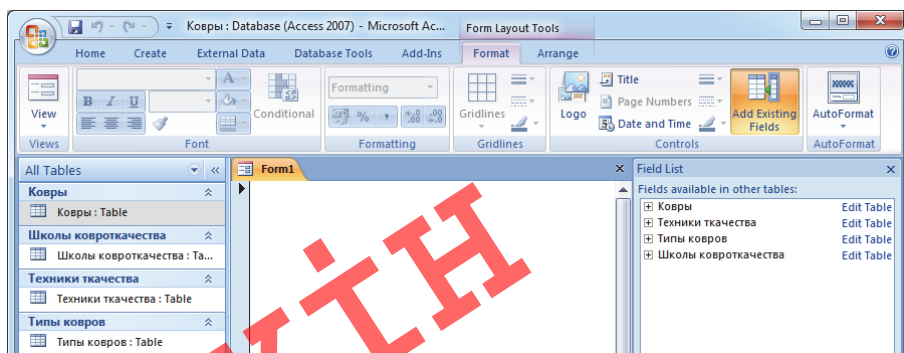 Ковры : Database (Access 2007) - Microsoft Ac...
Form Layout Tools
Home Create External Data Database Tools Add-Ins Format Arrange
View
Views
B I U
A
Conditional
Font
Formatting
% ,
Formatting
Gridlines
Gridlines
Logo
Title
Page Numbers
Date and Time
Add Existing
Fields
Controls
AutoFormat
AutoFormat
All Tables
Ковры
Ковры : Table
Школы ковроткачества
Школы ковроткачества : Ta...
Техники ткачества
Техники ткачества : Table
Типы ковров
Типы ковров : Table
Form1
Field List
Fields available in other tables:
Ковры Edit Table
Техники ткачества Edit Table
Типы ковров Edit Table
Школы ковроткачества Edit Table